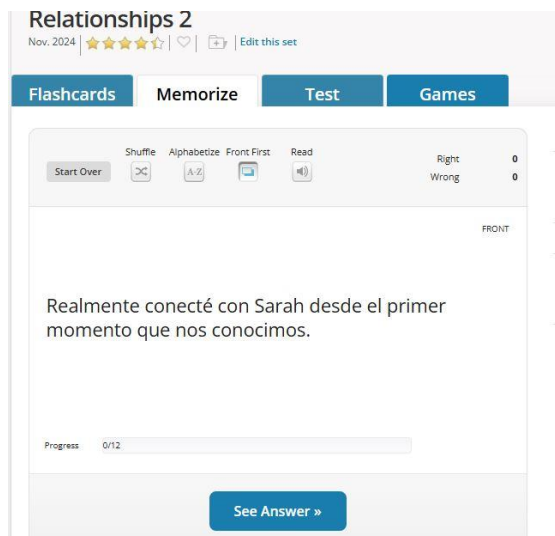 Relationships 2
Nov. 2024 Edit this set
Flashcards Memorize Test Games
Shuffle Alphabetize Front First Read
Start Over A-Z Right 0
Wrong 0
FRONT
Realmente conecté con Sarah desde el primer
momento que nos conocimos.
Progress 0/12
See Answer »